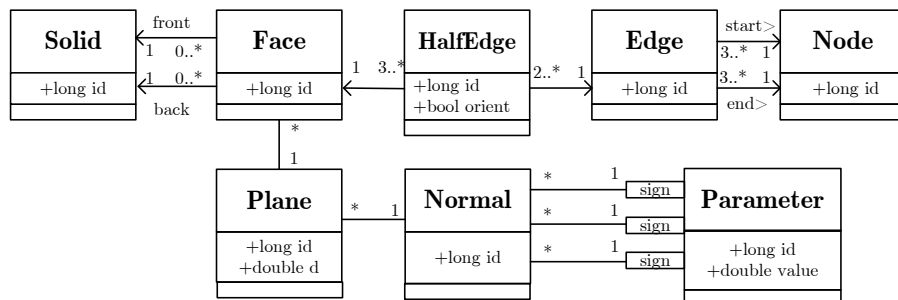 front
Solid
1
0..*
+long id
1
0..*
back
Face
+long id
1
3..*
HalfEdge
+long id
+bool orient
2..*
1
Edge
+long id
start>
3..*
1
3..*
1
end>
Node
+long id
*
1
Plane
+long id
+double d
*
1
Normal
+long id
*
1
sign
*
1
sign
*
1
sign
Parameter
+long id
+double value